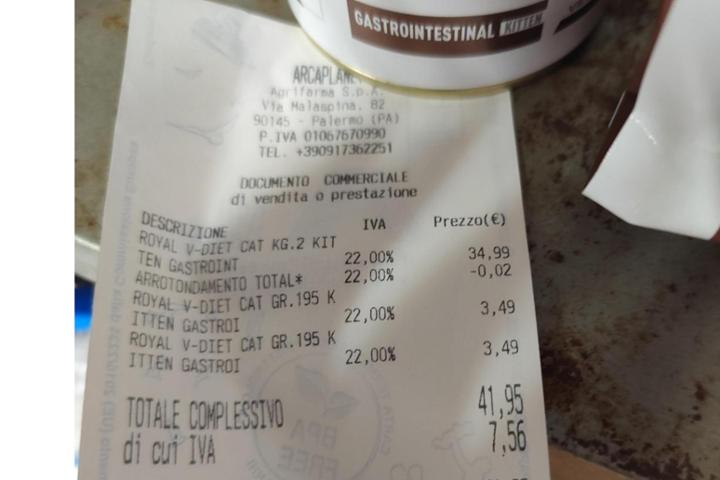 GASTROINTESTINAL KITTEN
ARCAPLANE
Agrifarma S.p.A.
Via Malaspina, 82
90145 - Palermo (PA)
P.IVA 01067670990
TEL. +390917362251
DOCUMENTO COMMERCIALE
di vendita o prestazione
DESCRIZIONE IVA Prezzo(€)
ROYAL V-DIET CAT KG.2 KIT
TEN GASTROINT 22,00% 34,99
ARROTONDAMENTO TOTAL* 22,00% -0,02
ROYAL V-DIET CAT GR.195 K
ITTEN GASTROI 22,00% 3,49
ROYAL V-DIET CAT GR.195 K
ITTEN GASTROI 22,00% 3,49
TOTALE COMPLESSIVO 41,95
di cui IVA 7,56
BPA
FREE